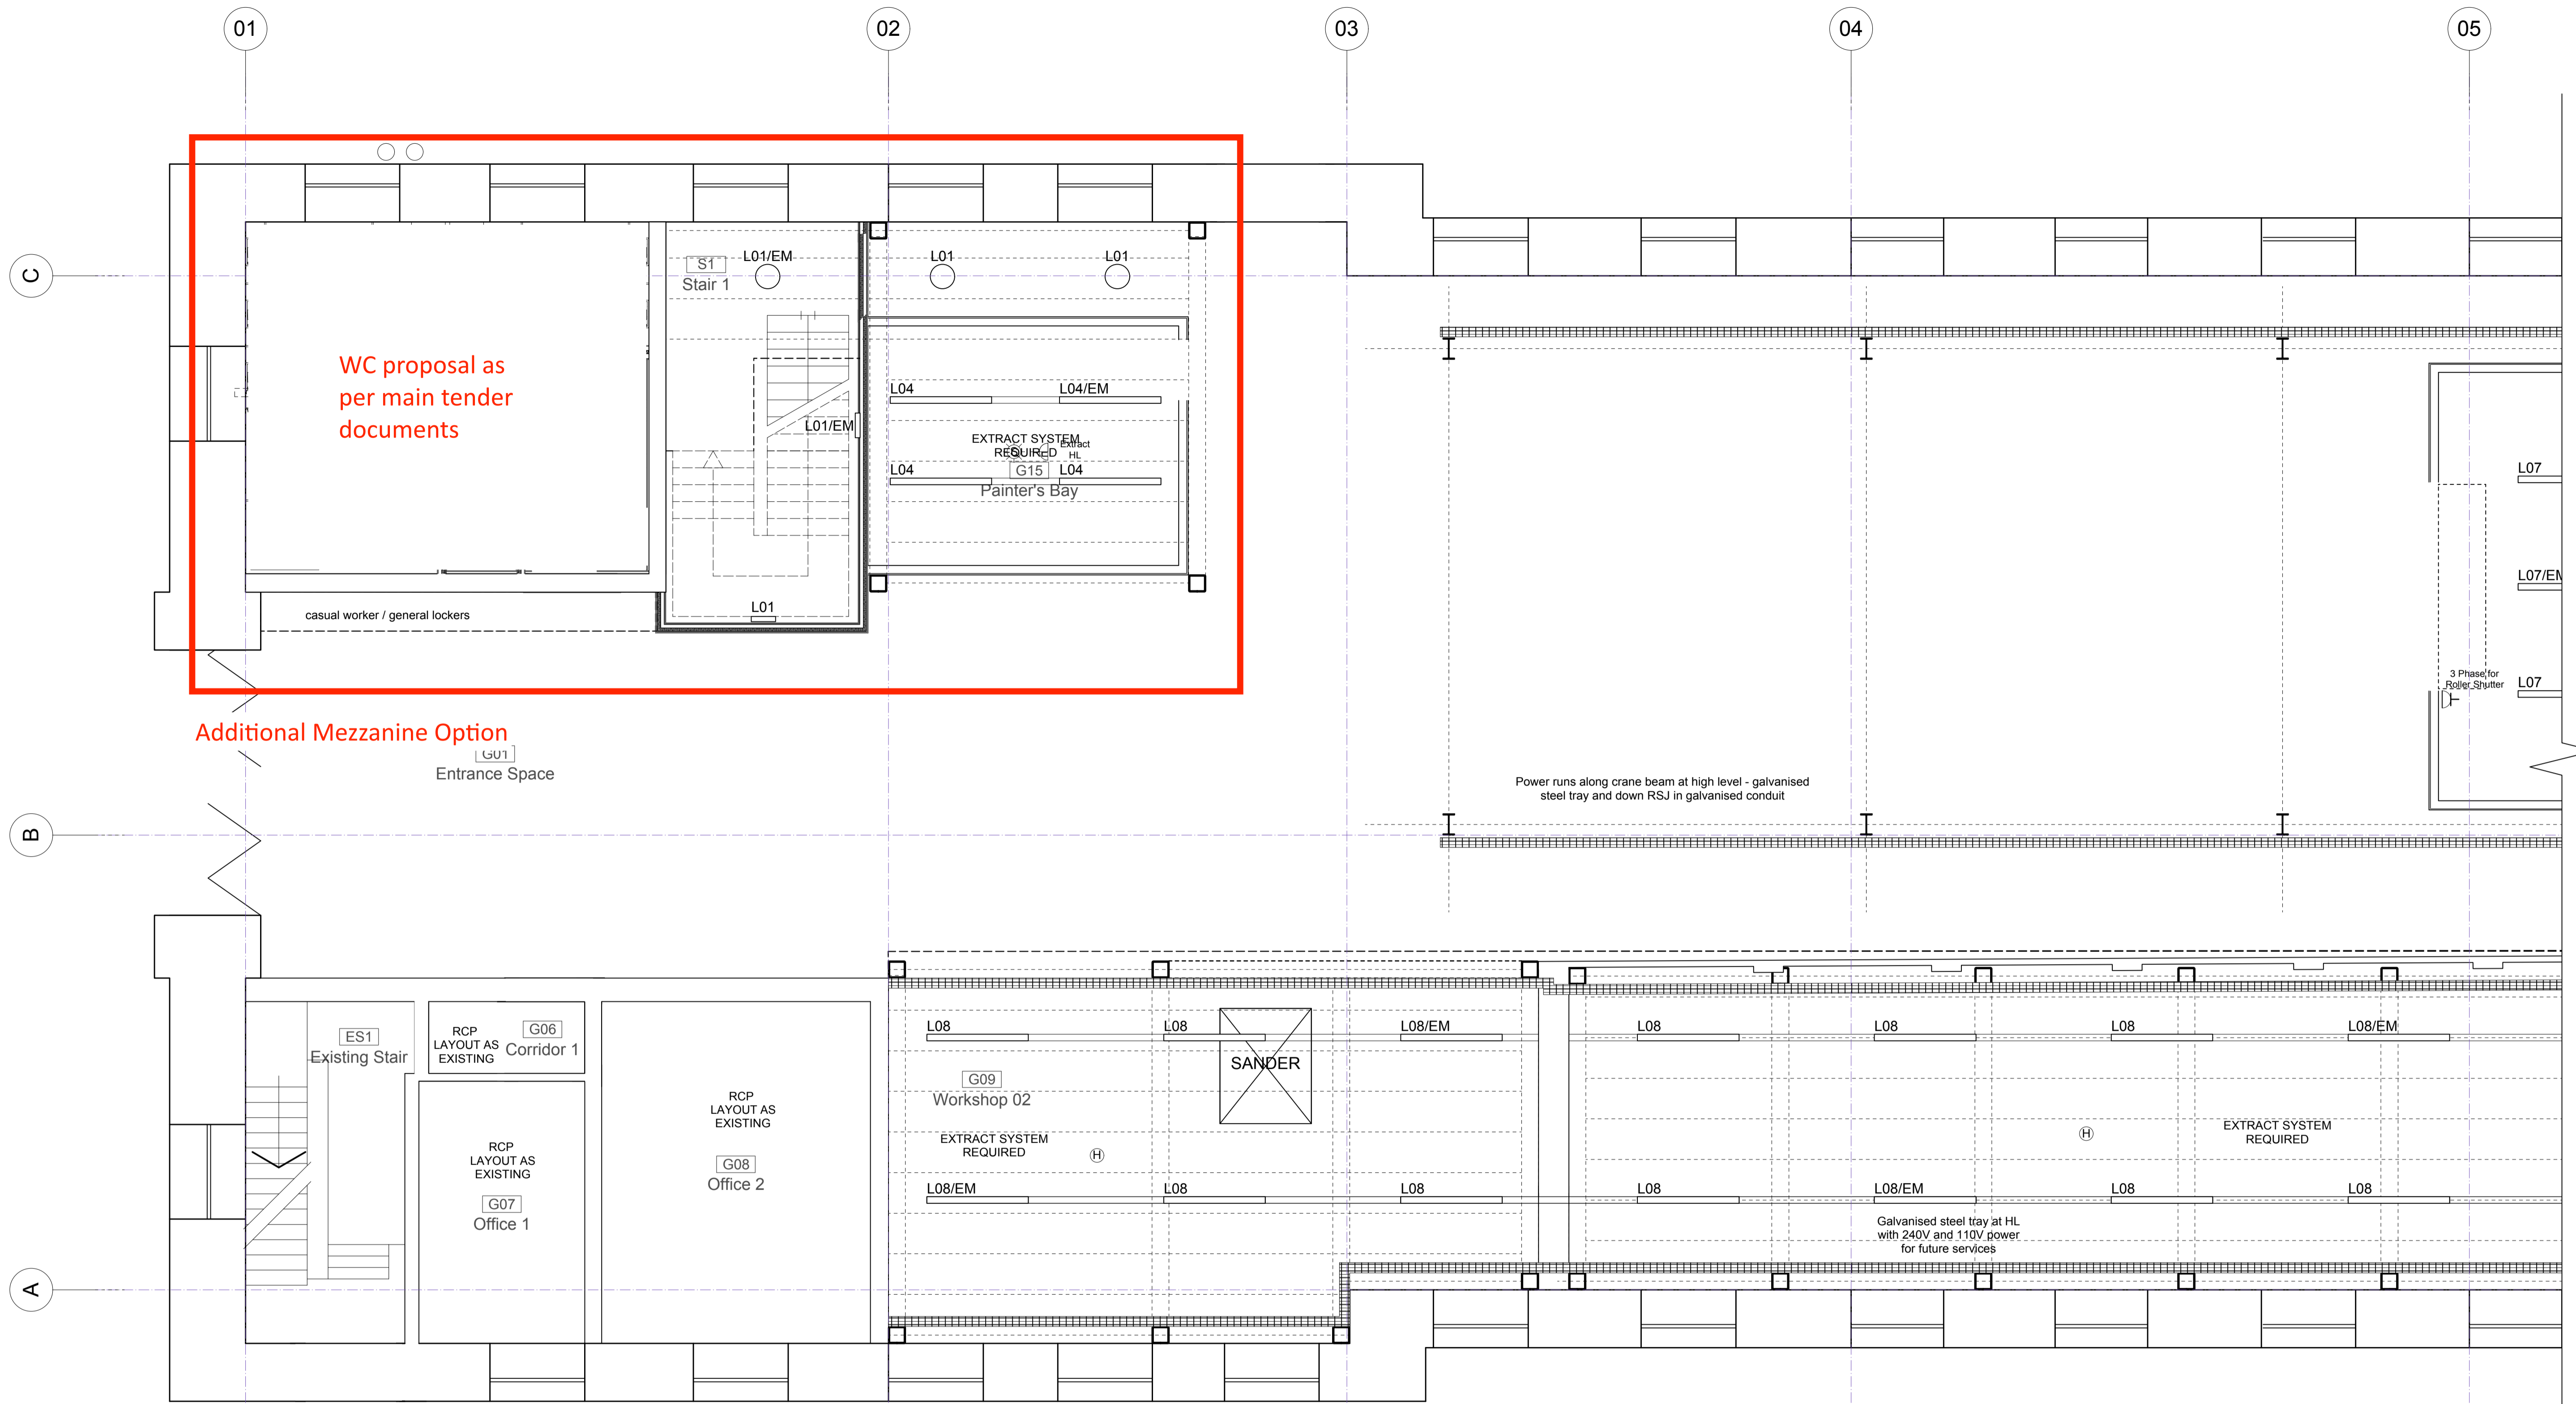 01
02
03
04
05
C
S1
Stair 1
L01/EM
L01
L01
WC proposal as
per main tender
documents
L04
L04/EM
L01/EM
EXTRACT SYSTEM
REQUIRED
Extract
HL
L04
G15
L04
Painter's Bay
casual worker / general lockers
L01
L07
L07/EM
3 Phase for
Roller Shutter
L07
Additional Mezzanine Option
G01
Entrance Space
Power runs along crane beam at high level - galvanised
steel tray and down RSJ in galvanised conduit
B
ES1
Existing Stair
RCP
LAYOUT AS
EXISTING
G06
Corridor 1
L08
L08
L08/EM
L08
L08
L08
L08/EM
SANDER
G09
Workshop 02
RCP
LAYOUT AS
EXISTING
G08
Office 2
RCP
LAYOUT AS
EXISTING
G07
Office 1
EXTRACT SYSTEM
REQUIRED
H
H
EXTRACT SYSTEM
REQUIRED
L08/EM
L08
L08
L08
L08/EM
L08
L08
Galvanised steel tray at HL
with 240V and 110V power
for future services
A